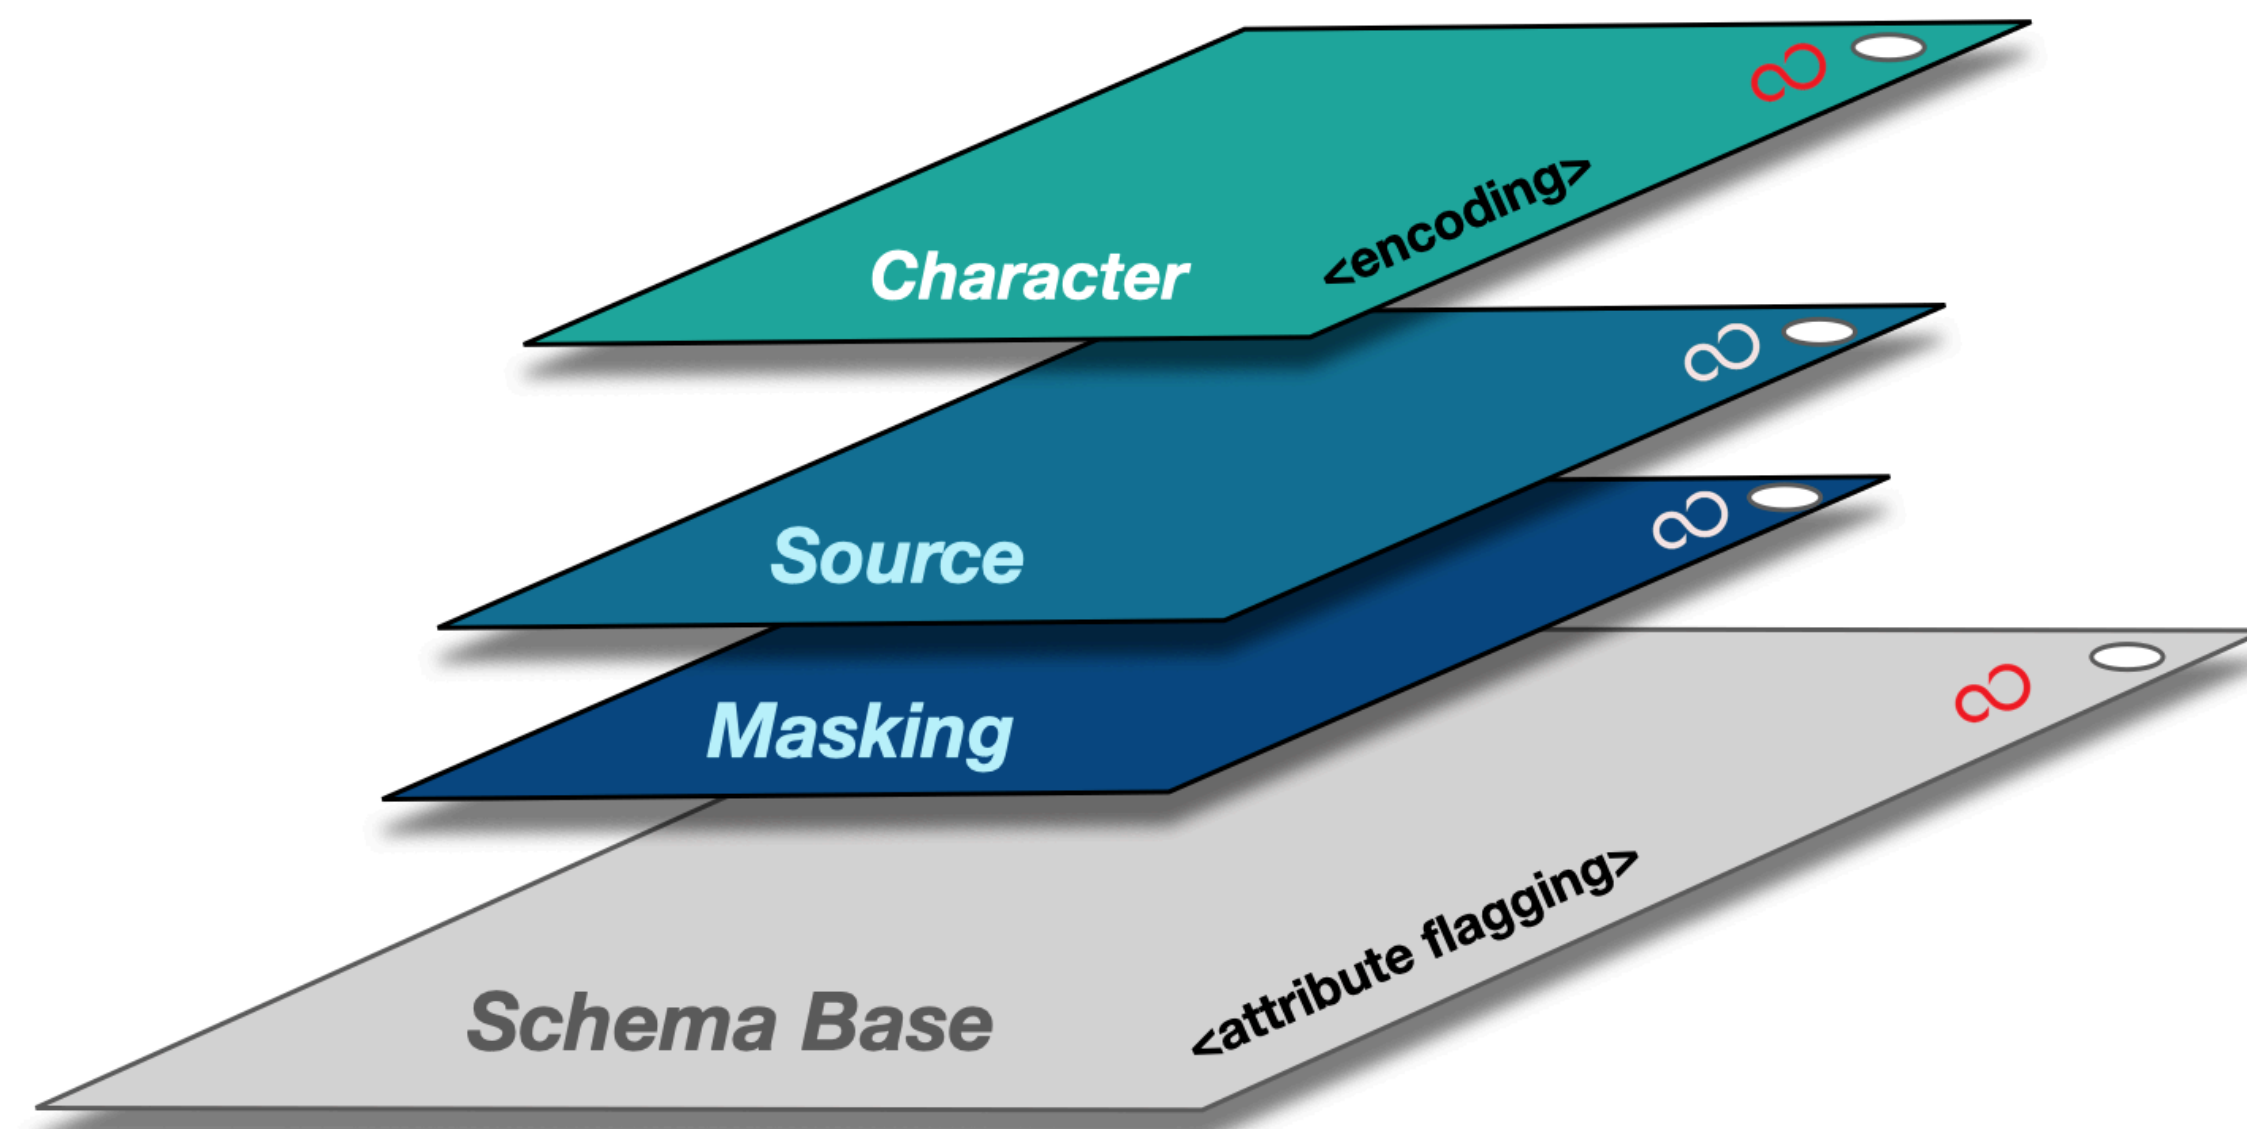 Character
<encoding>
Source
Masking
Schema Base
<attribute flagging>